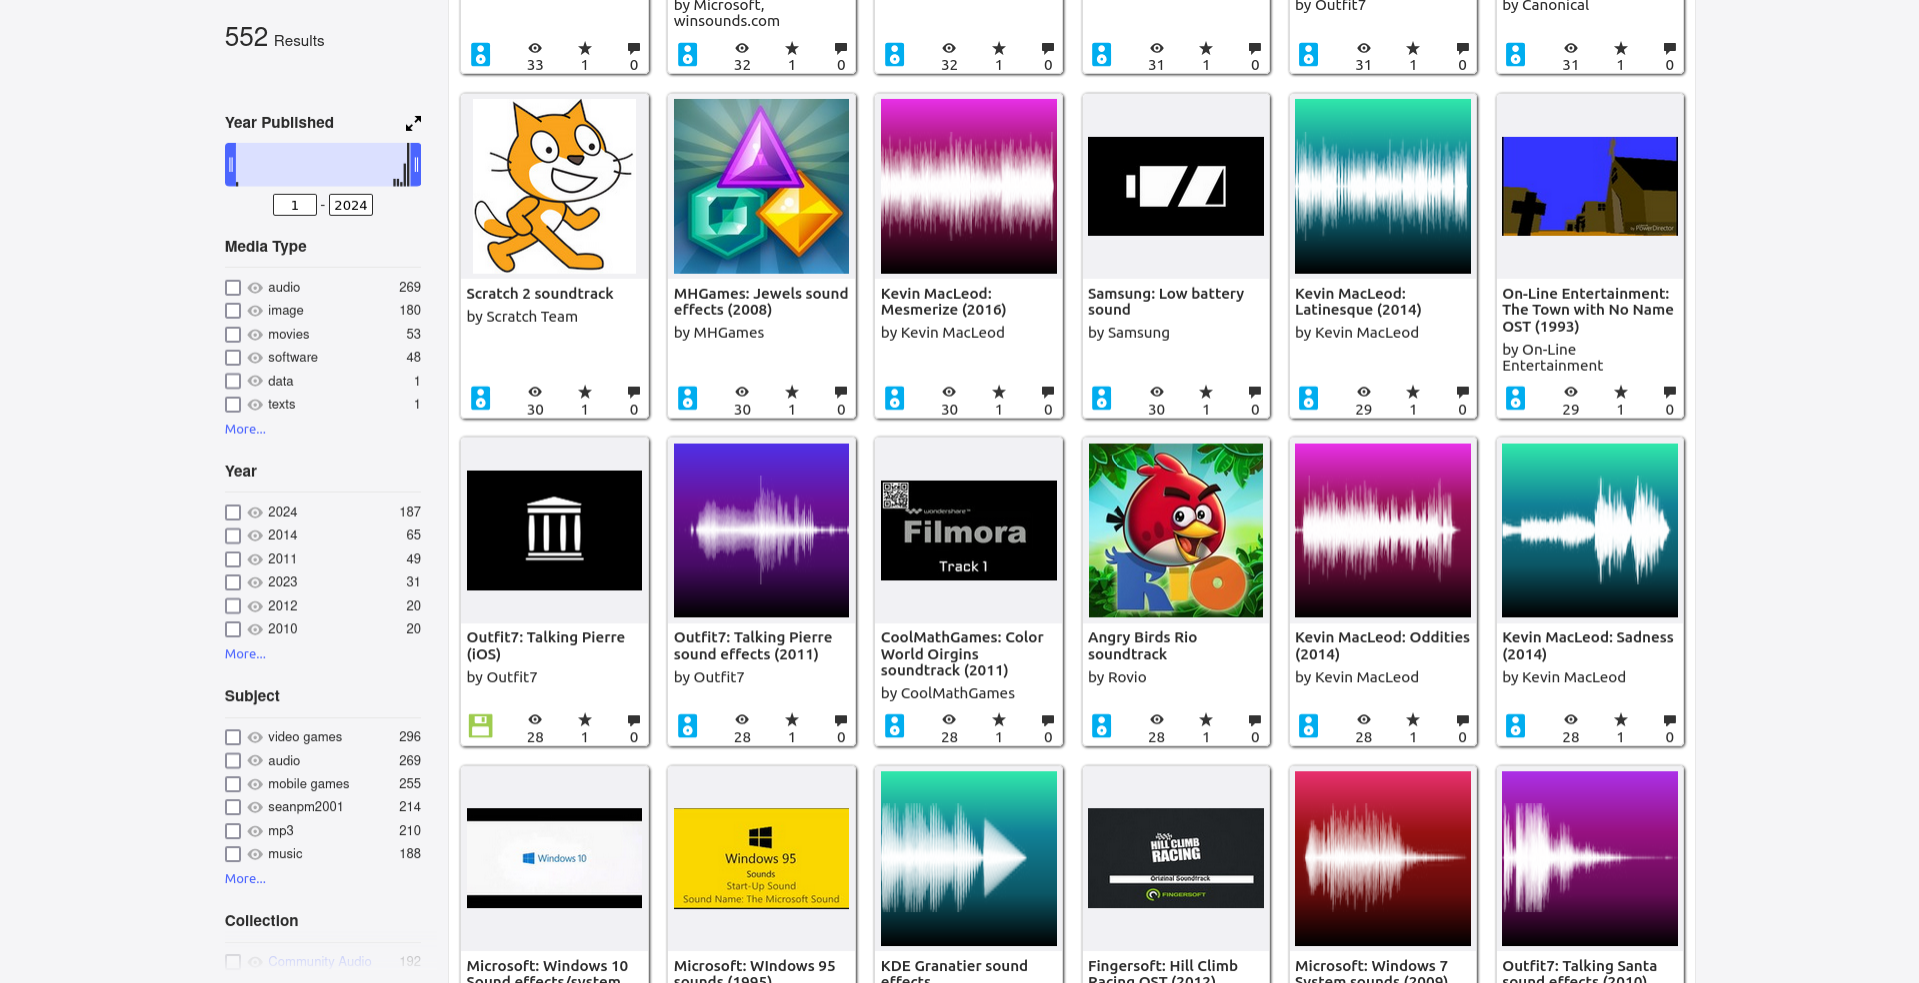 552 Results
Year Published
1 - 2024
Media Type
audio 269
image 180
movies 53
software 48
data 1
texts 1
More...
Year
2024 187
2014 65
2011 49
2023 31
2012 20
2010 20
More...
Subject
video games 296
audio 269
mobile games 255
seanpm2001 214
mp3 210
music 188
More...
Collection
Community Audio 192
33 1 0
by Microsoft,
winsounds.com
32 1 0
32 1 0
31 1 0
by Outfit7
31 1 0
by Canonical
31 1 0
Scratch 2 soundtrack
by Scratch Team
30 1 0
MHGames: Jewels sound
effects (2008)
by MHGames
30 1 0
Kevin MacLeod:
Mesmerize (2016)
by Kevin MacLeod
30 1 0
Samsung: Low battery
sound
by Samsung
30 1 0
Kevin MacLeod:
Latinesque (2014)
by Kevin MacLeod
29 1 0
by PowerDirector
On-Line Entertainment:
The Town with No Name
OST (1993)
by On-Line
Entertainment
29 1 0
Outfit7: Talking Pierre
(iOS)
by Outfit7
28 1 0
Outfit7: Talking Pierre
sound effects (2011)
by Outfit7
28 1 0
wondershare™
Filmora
Track 1
CoolMathGames: Color
World Oirgins
soundtrack (2011)
by CoolMathGames
28 1 0
RIO
Angry Birds Rio
soundtrack
by Rovio
28 1 0
Kevin MacLeod: Oddities
(2014)
by Kevin MacLeod
28 1 0
Kevin MacLeod: Sadness
(2014)
by Kevin MacLeod
28 1 0
Windows 10
Microsoft: Windows 10
Sound effects/system
Windows 95
Sounds
Start-Up Sound
Sound Name: The Microsoft Sound
Microsoft: WIndows 95
sounds (1995)
KDE Granatier sound
effects
HILL CLIMB
RACING
Original Soundtrack
FINGERSOFT
Fingersoft: Hill Climb
Racing OST (2012)
Microsoft: Windows 7
System sounds (2009)
Outfit7: Talking Santa
sound effects (2010)